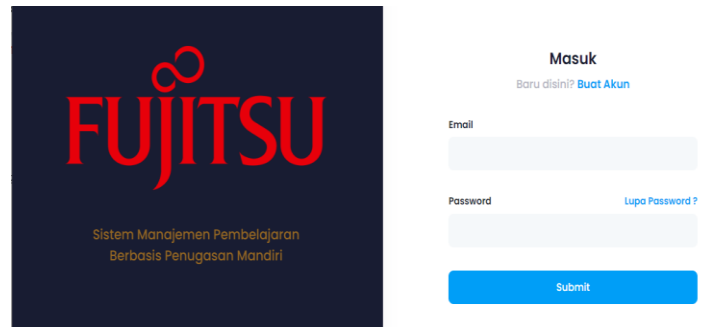 FUJITSU
Sistem Manajemen Pembelajaran
Berbasis Penugasan Mandiri
Masuk
Baru disini? Buat Akun
Email
Password
Lupa Password ?
Submit